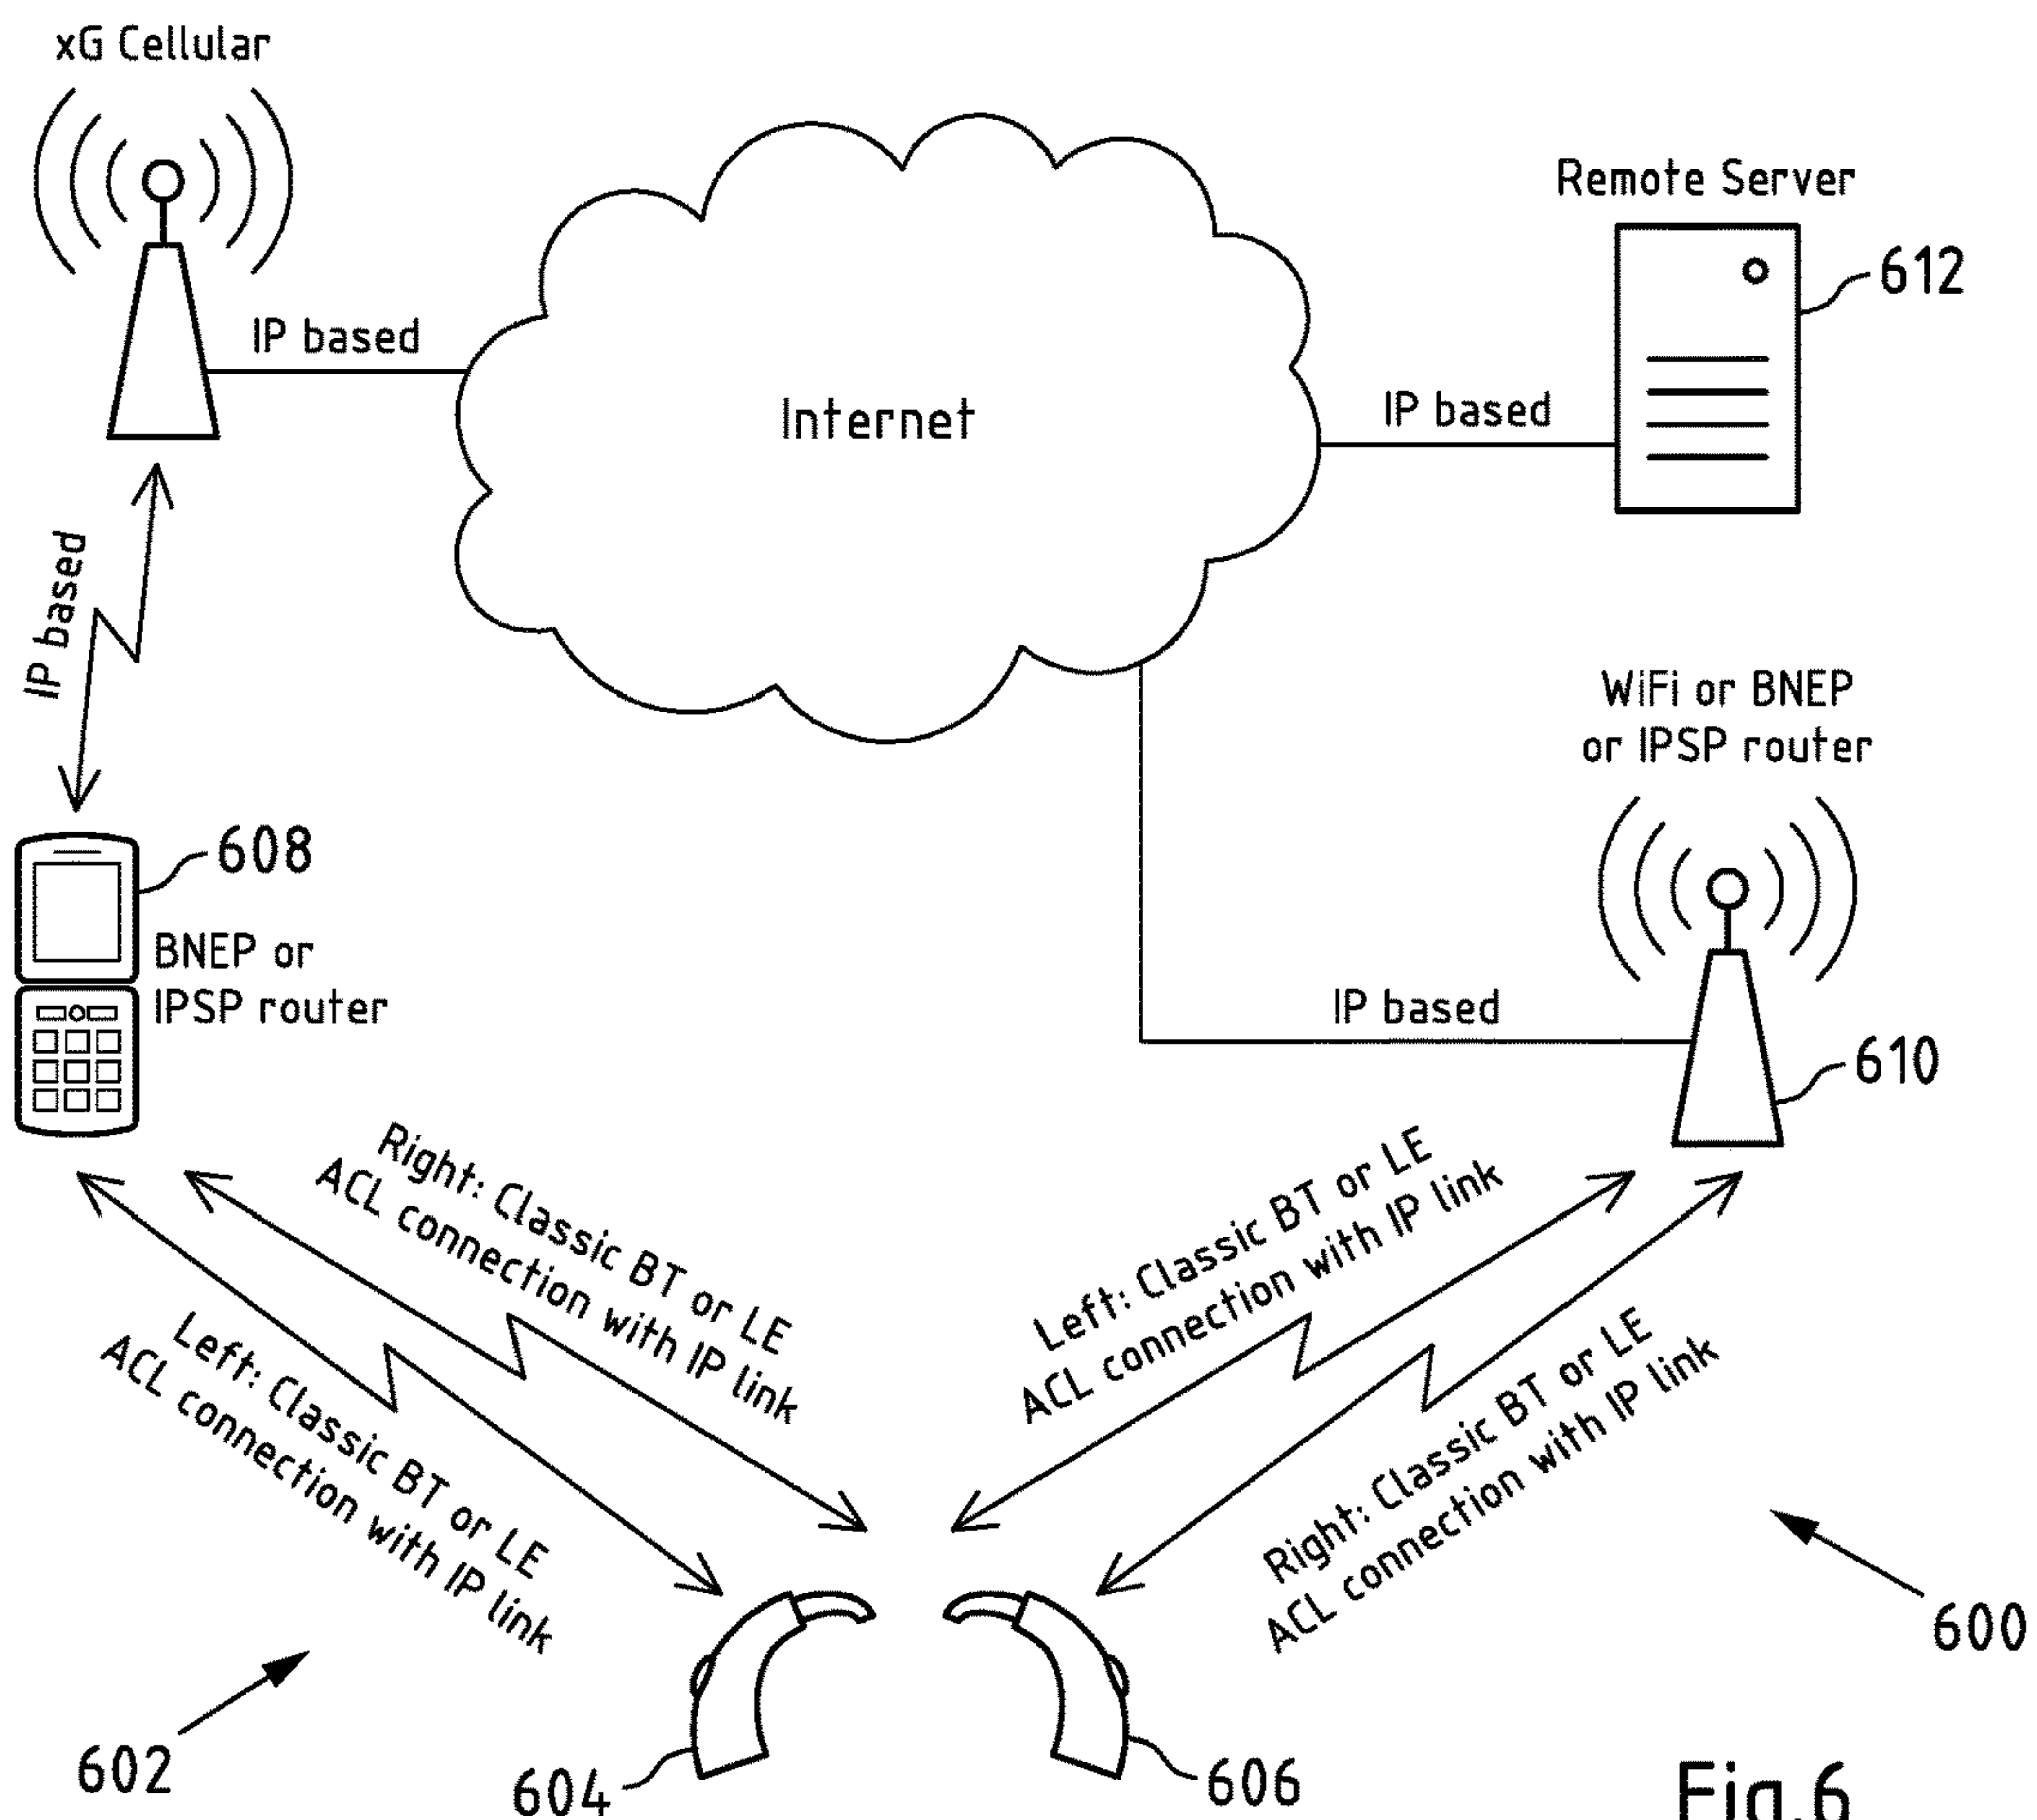 xG Cellular
Remote Server
612
IP based
Internet
IP based
IP based
WiFi or BNEP
or IPSP router
608
BNEP or
IPSP router
IP based
610
Right: Classic BT or LE
ACL connection with IP link
Left: Classic BT or LE
ACL connection with IP link
Left: Classic BT or LE
ACL connection with IP link
Right: Classic BT or LE
ACL connection with IP link
600
602
604
606
Fig.6